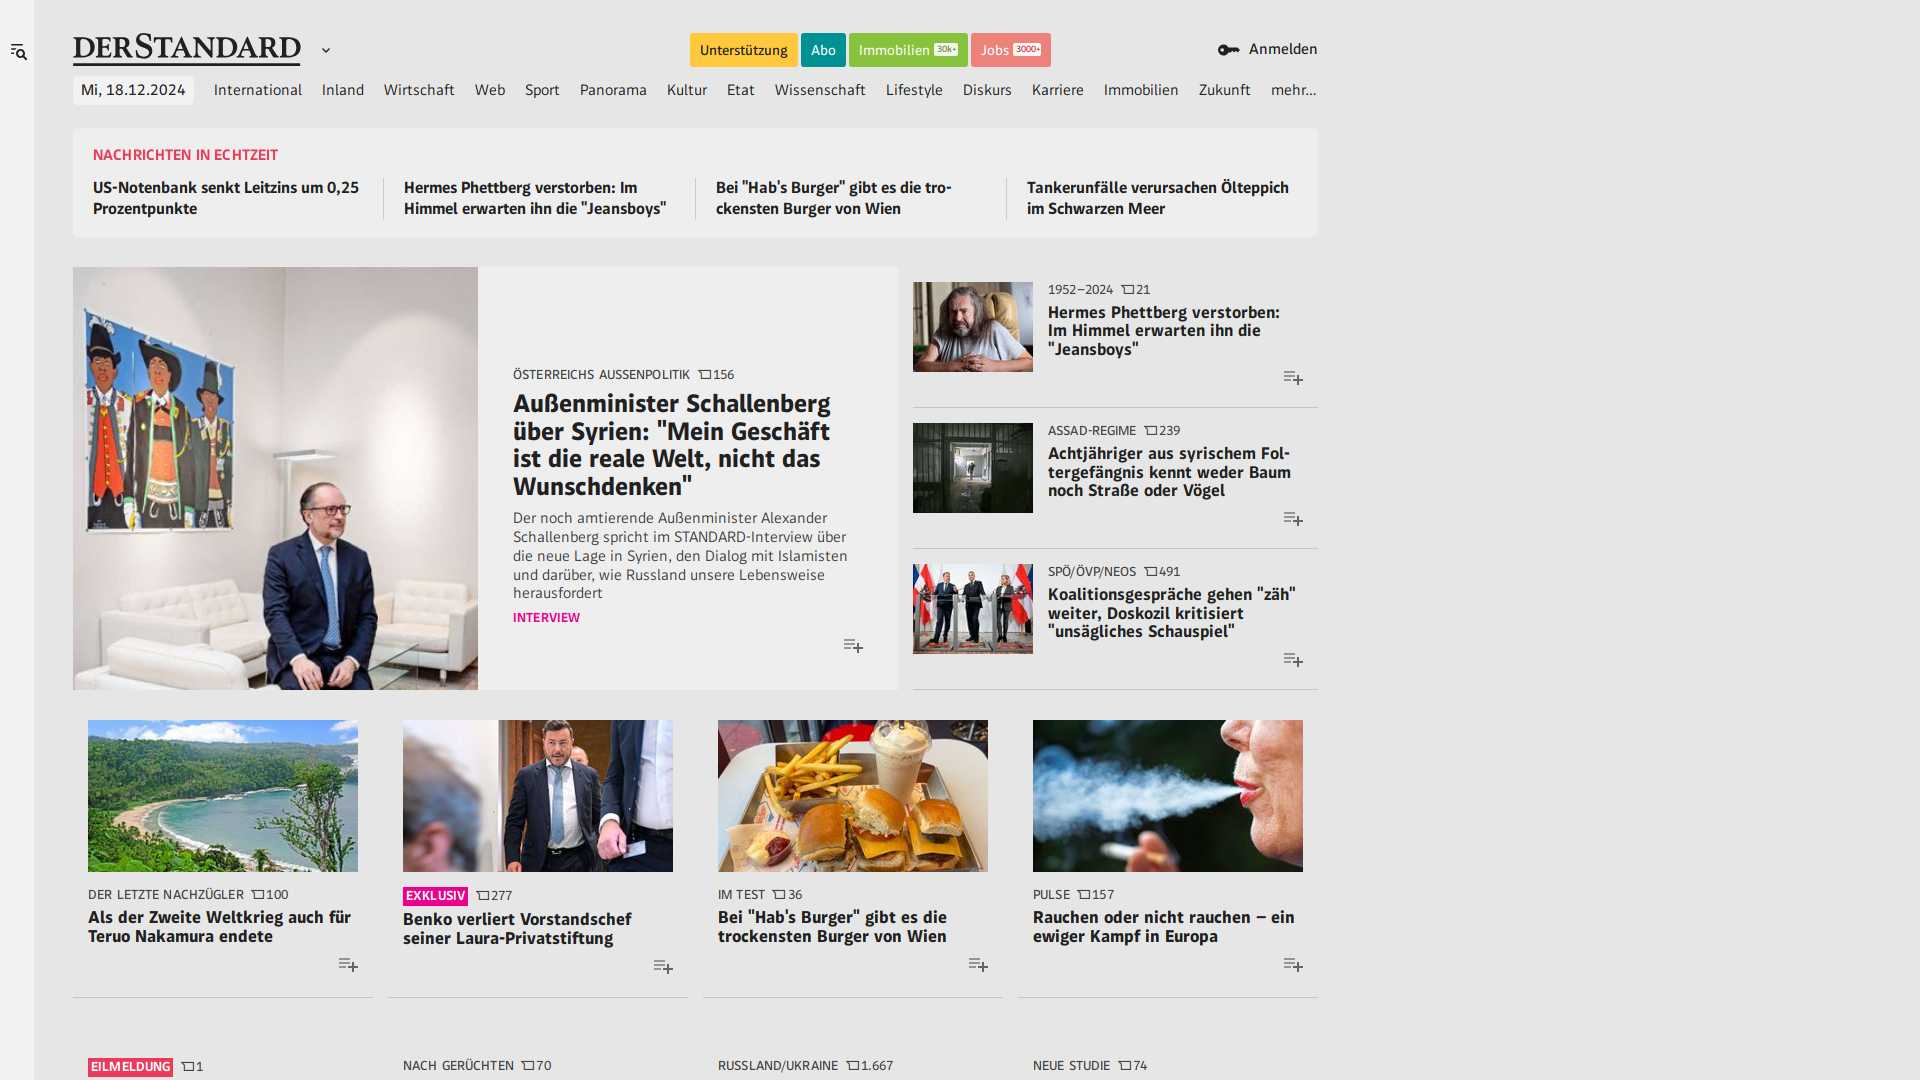 DERSTANDARD
Unterstützung
Abo
Immobilien 30k+
Jobs 3000+
Anmelden
Mi, 18.12.2024
International
Inland
Wirtschaft
Web
Sport
Panorama
Kultur
Etat
Wissenschaft
Lifestyle
Diskurs
Karriere
Immobilien
Zukunft
mehr...
NACHRICHTEN IN ECHTZEIT
US-Notenbank senkt Leitzins um 0,25
Prozentpunkte
Hermes Phettberg verstorben: Im
Himmel erwarten ihn die "Jeansboys"
Bei "Hab's Burger" gibt es die tro-
ckensten Burger von Wien
Tankerunfälle verursachen Ölteppich
im Schwarzen Meer
ÖSTERREICHS AUSSENPOLITIK 156
Außenminister Schallenberg
über Syrien: "Mein Geschäft
ist die reale Welt, nicht das
Wunschdenken"
Der noch amtierende Außenminister Alexander
Schallenberg spricht im STANDARD-Interview über
die neue Lage in Syrien, den Dialog mit Islamisten
und darüber, wie Russland unsere Lebensweise
herausfordert
INTERVIEW
1952–2024 21
Hermes Phettberg verstorben:
Im Himmel erwarten ihn die
"Jeansboys"
ASSAD-REGIME 239
Achtjähriger aus syrischem Fol-
tergefängnis kennt weder Baum
noch Straße oder Vögel
SPÖ/ÖVP/NEOS 491
Koalitionsgespräche gehen "zäh"
weiter, Doskozil kritisiert
"unsägliches Schauspiel"
DER LETZTE NACHZÜGLER 100
Als der Zweite Weltkrieg auch für
Teruo Nakamura endete
EXKLUSIV 277
Benko verliert Vorstandschef
seiner Laura-Privatstiftung
IM TEST 36
Bei "Hab's Burger" gibt es die
trockensten Burger von Wien
PULSE 157
Rauchen oder nicht rauchen – ein
ewiger Kampf in Europa
EILMELDUNG 1
NACH GERÜCHTEN 70
RUSSLAND/UKRAINE 1.667
NEUE STUDIE 74